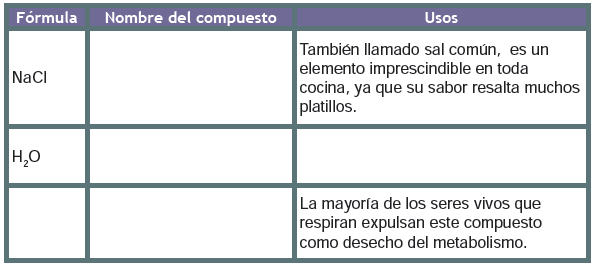 Fórmula Nombre del compuesto Usos
NaCl
También llamado sal común,  es un
elemento imprescindible en toda
cocina, ya que su sabor resalta muchos
platillos.
H₂O
La mayoría de los seres vivos que
respiran expulsan este compuesto
como desecho del metabolismo.